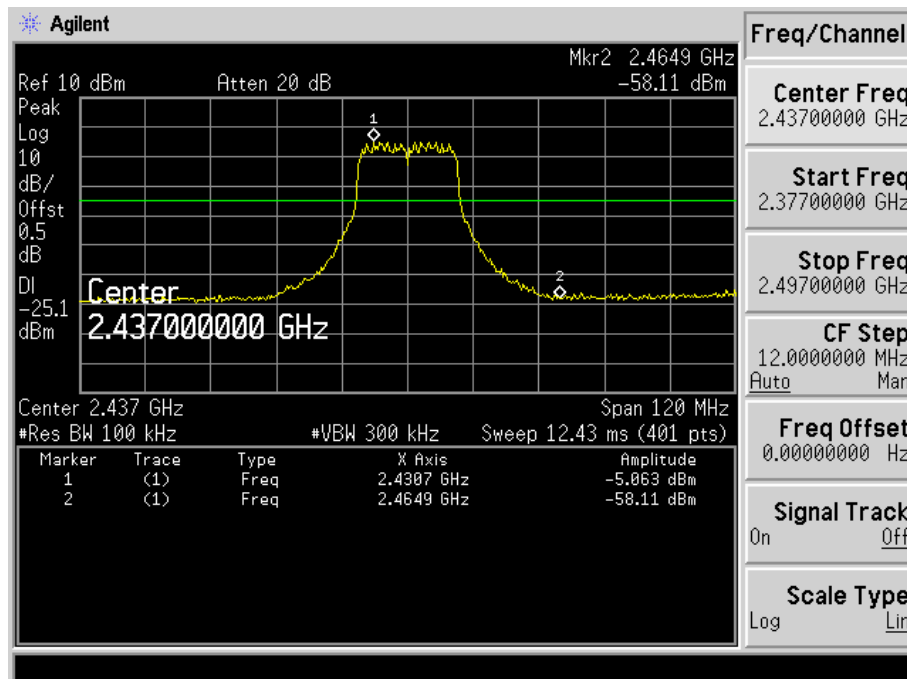 Agilent
Freq/Channel
Mkr2 2.4649 GHz
Ref 10 dBm Atten 20 dB -58.11 dBm
Peak
Log
10
dB/
Offst
0.5
dB
DI
-25.1
dBm
1
2
Center
2.437000000 GHz
Center 2.437 GHz Span 120 MHz
#Res BW 100 kHz #VBW 300 kHz Sweep 12.43 ms (401 pts)
Marker Trace Type X Axis Amplitude
1 (1) Freq 2.4307 GHz -5.063 dBm
2 (1) Freq 2.4649 GHz -58.11 dBm
Center Freq
2.43700000 GHz
Start Freq
2.37700000 GHz
Stop Freq
2.49700000 GHz
CF Step
12.0000000 MHz
Auto Man
Freq Offset
0.00000000 Hz
Signal Track
On Off
Scale Type
Log Lin